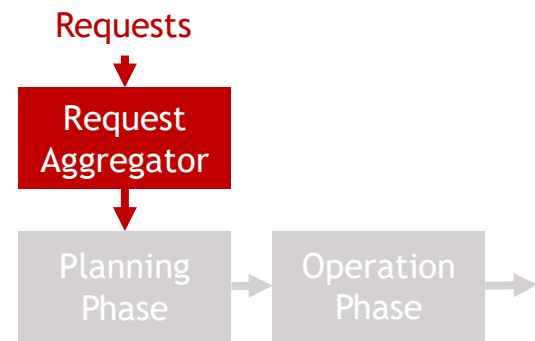 Requests
Request
Aggregator
Planning
Phase
Operation
Phase